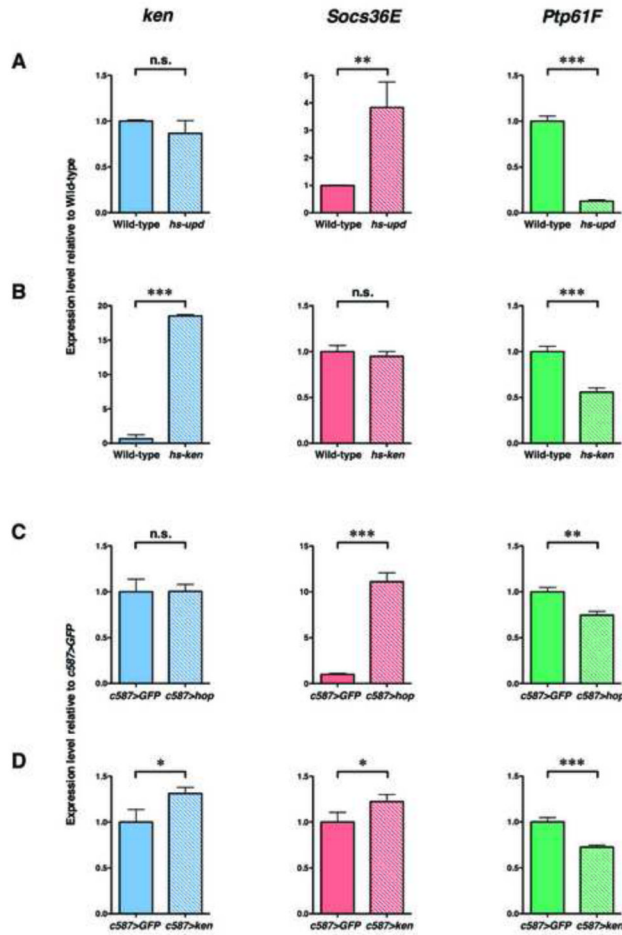 ken Socs36E Ptp61F
A
n.s. ** ***
1.5 5 1.5
4
1.0 3 1.0
2
0.5 0.5
1
0.0 0 0.0
Wild-type hs-upd Wild-type hs-upd Wild-type hs-upd
Expression level relative to Wild-type
B
*** n.s. ***
20 1.5 1.5
15
1.0 1.0
10
0.5 0.5
5
0 0.0 0.0
Wild-type hs-ken Wild-type hs-ken Wild-type hs-ken
C
n.s. *** **
1.5 15 1.5
1.0 10 1.0
0.5 5 0.5
0.0 0 0.0
c587>GFP c587>hop c587>GFP c587>hop c587>GFP c587>hop
Expression level relative to c587>GFP
D
* * ***
1.5 1.5 1.5
1.0 1.0 1.0
0.5 0.5 0.5
0.0 0.0 0.0
c587>GFP c587>ken c587>GFP c587>ken c587>GFP c587>ken